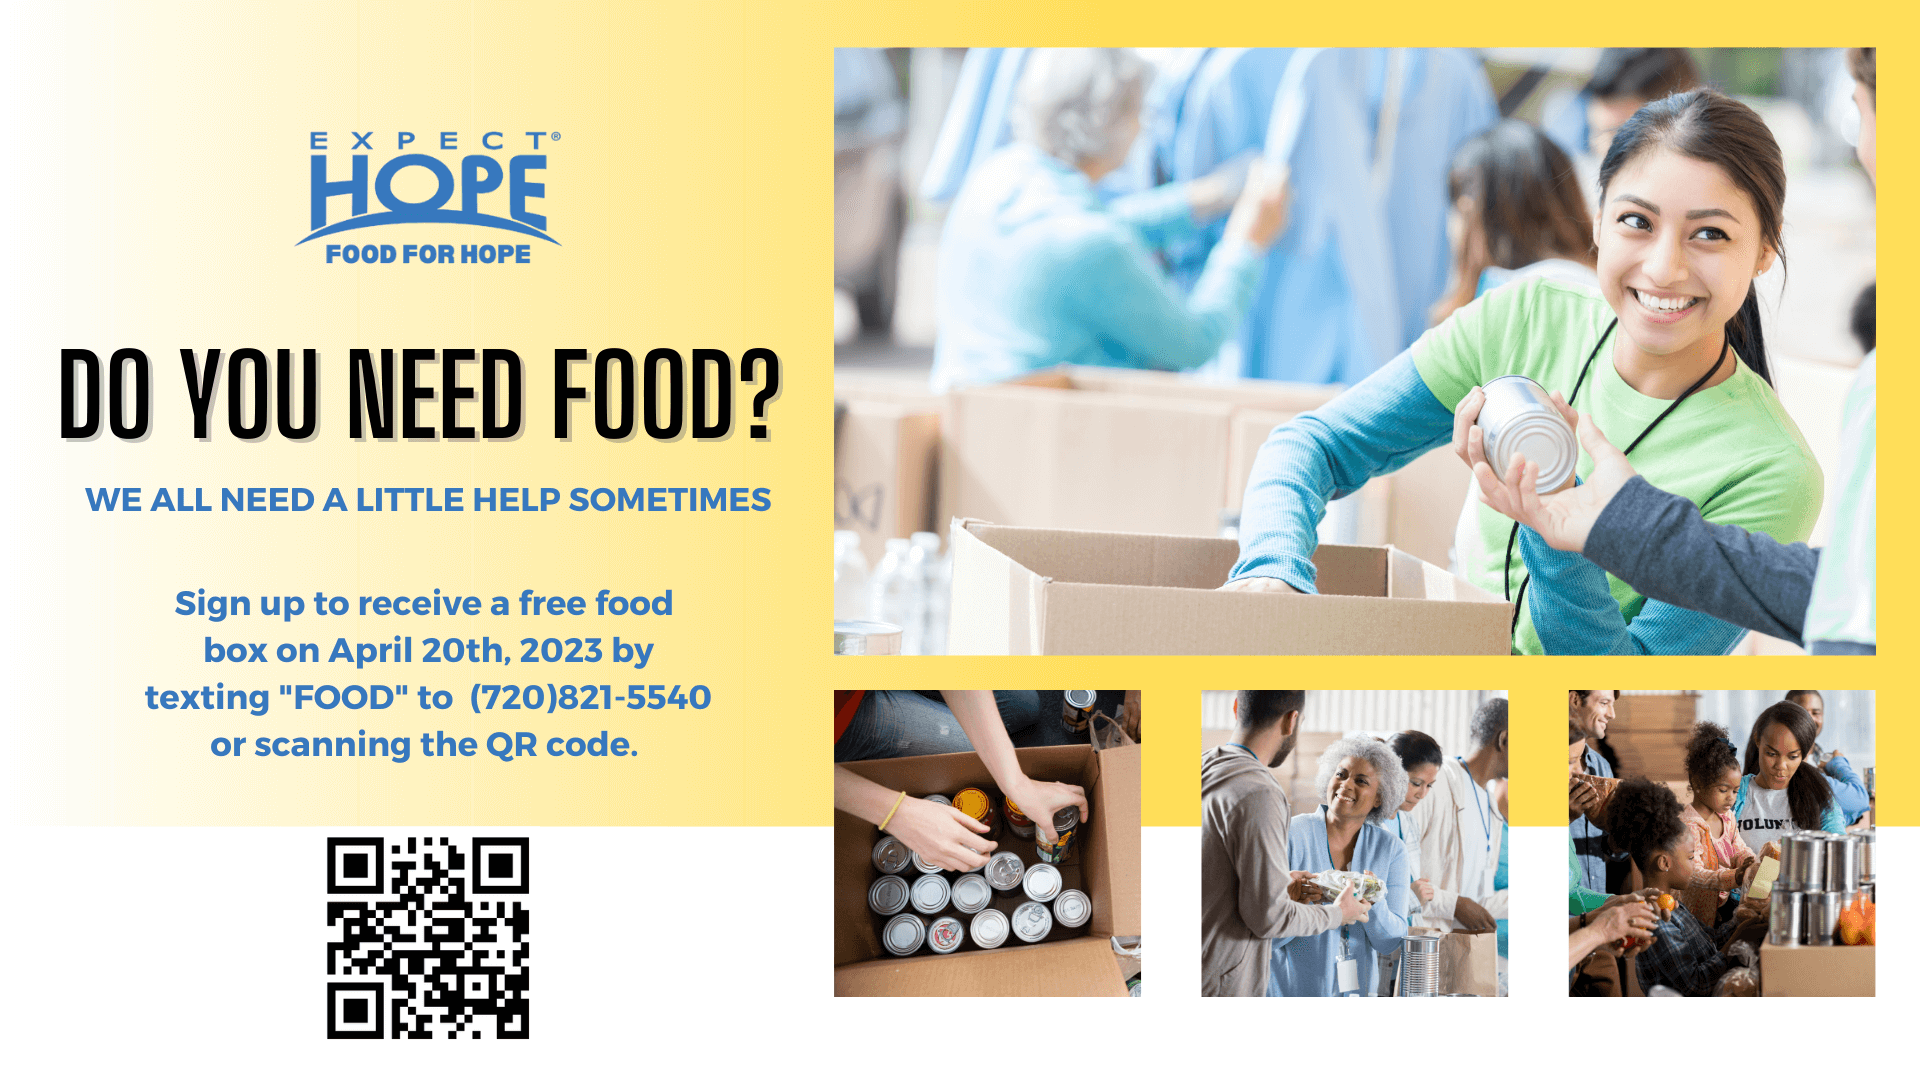 EXPECT®
HOPE
FOOD FOR HOPE
DO YOU NEED FOOD?
WE ALL NEED A LITTLE HELP SOMETIMES
Sign up to receive a free food
box on April 20th, 2023 by
texting "FOOD" to (720)821-5540
or scanning the QR code.